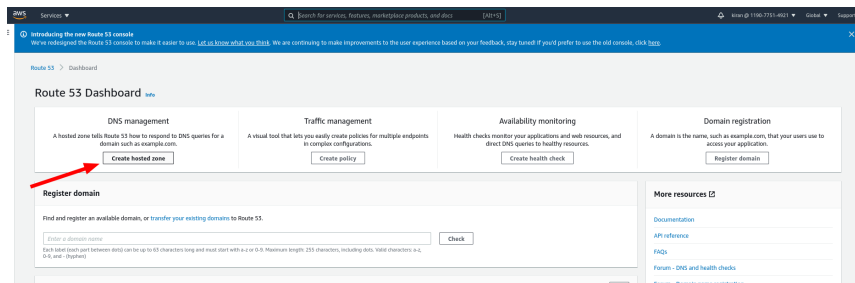 aws
Services ▼
Search for services, features, marketplace products, and docs
[Alt+S]
kiran @ 1190-7751-4921 ▼
Global ▼
Support
Introducing the new Route 53 console
We've redesigned the Route 53 console to make it easier to use. Let us know what you think. We are continuing to make improvements to the user experience based on your feedback, stay tuned! If you'd prefer to use the old console, click here.
Route 53 > Dashboard
Route 53 Dashboard Info
DNS management
A hosted zone tells Route 53 how to respond to DNS queries for a
domain such as example.com.
Create hosted zone
Traffic management
A visual tool that lets you easily create policies for multiple endpoints
in complex configurations.
Create policy
Availability monitoring
Health checks monitor your applications and web resources, and
direct DNS queries to healthy resources.
Create health check
Domain registration
A domain is the name, such as example.com, that your users use to
access your application.
Register domain
Register domain
Find and register an available domain, or transfer your existing domains to Route 53.
Enter a domain name
Check
Each label (each part between dots) can be up to 63 characters long and must start with a-z or 0-9. Maximum length: 255 characters, including dots. Valid characters: a-z,
0-9, and - (hyphen)
More resources
Documentation
API reference
FAQs
Forum - DNS and health checks